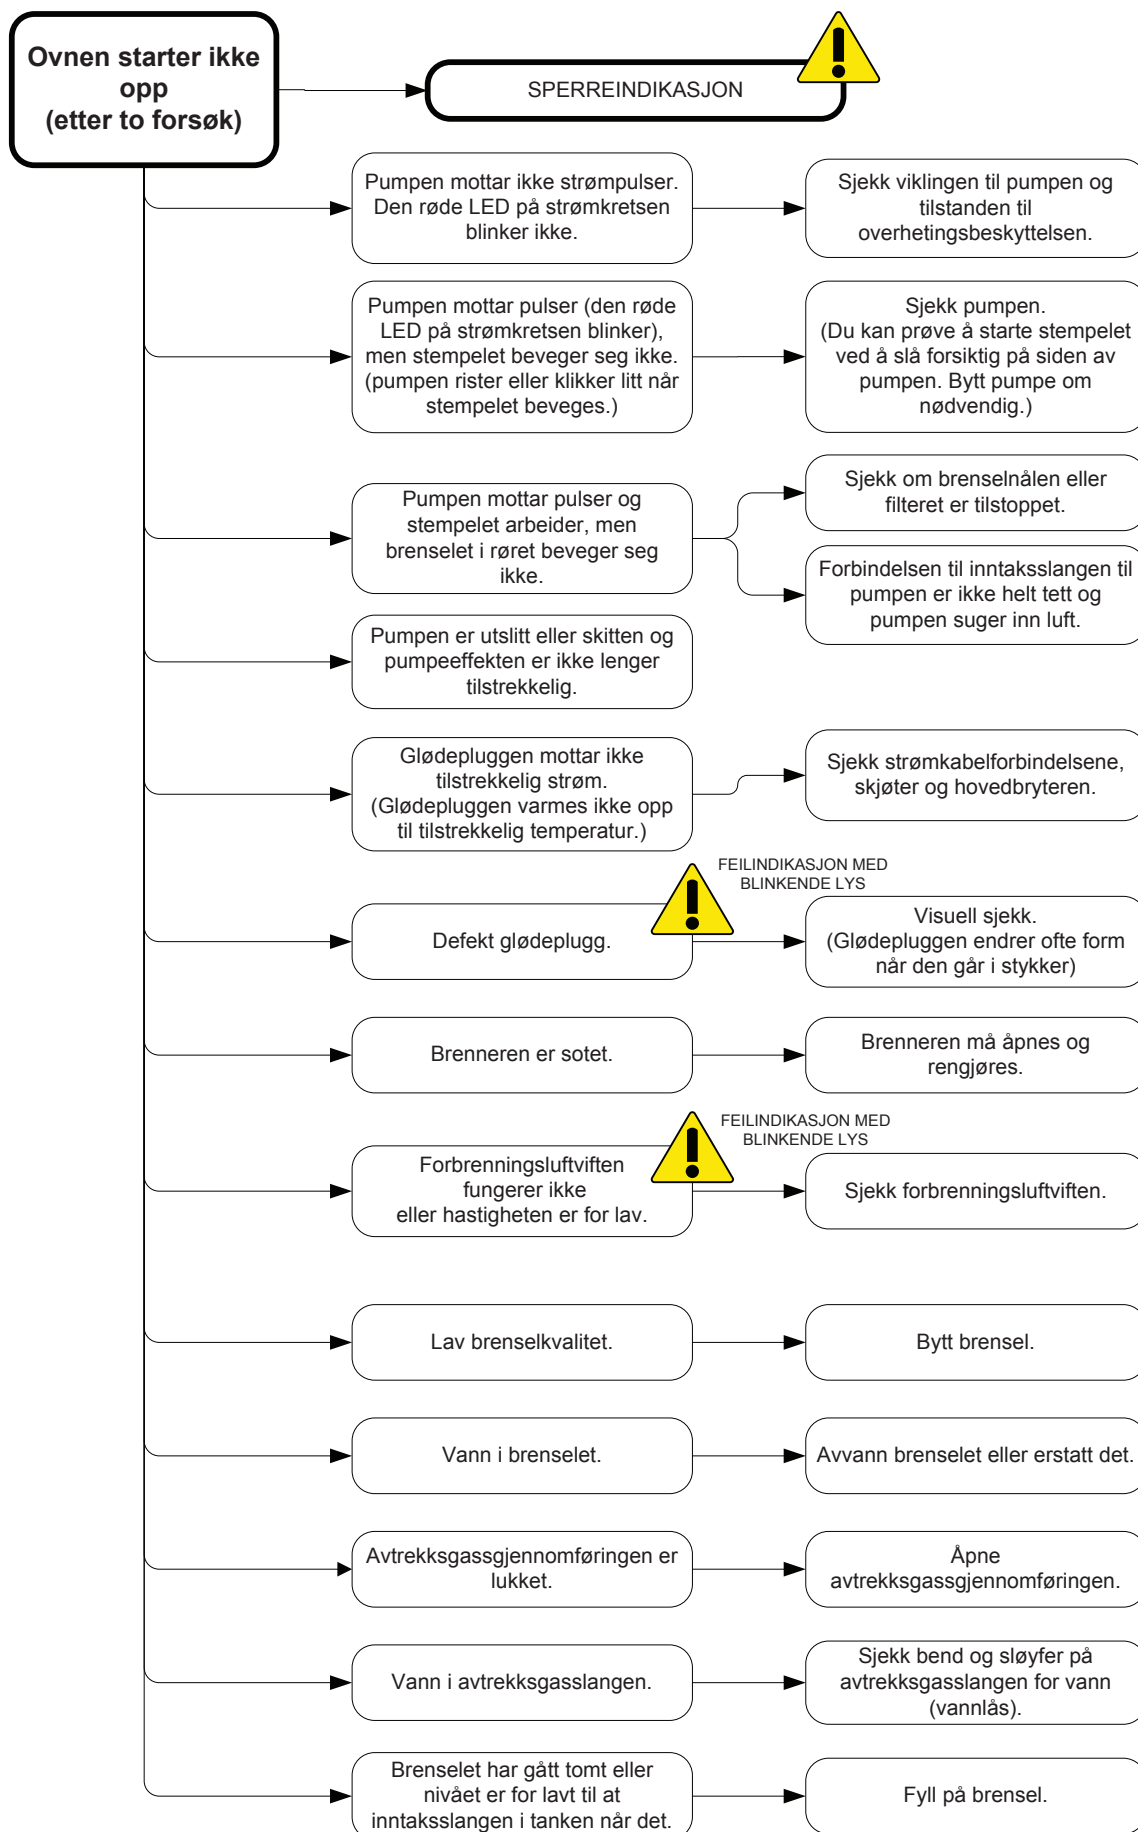 Ovnen starter ikke
opp
(etter to forsøk)
SPERREINDIKASJON
Pumpen mottar ikke strømpulser.
Den røde LED på strømkretsen
blinker ikke.
Sjekk viklingen til pumpen og
tilstanden til
overhetingsbeskyttelsen.
Pumpen mottar pulser (den røde
LED på strømkretsen blinker),
men stempelet beveger seg ikke.
(pumpen rister eller klikker litt når
stempelet beveges.)
Sjekk pumpen.
(Du kan prøve å starte stempelet
ved å slå forsiktig på siden av
pumpen. Bytt pumpe om
nødvendig.)
Pumpen mottar pulser og
stempelet arbeider, men
brenselet i røret beveger seg
ikke.
Sjekk om brenselnålen eller
filteret er tilstoppet.
Forbindelsen til inntaksslangen til
pumpen er ikke helt tett og
pumpen suger inn luft.
Pumpen er utslitt eller skitten og
pumpeeffekten er ikke lenger
tilstrekkelig.
Glødepluggen mottar ikke
tilstrekkelig strøm.
(Glødepluggen varmes ikke opp
til tilstrekkelig temperatur.)
Sjekk strømkabelforbindelsene,
skjøter og hovedbryteren.
FEILINDIKASJON MED
BLINKENDE LYS
Defekt glødeplugg.
Visuell sjekk.
(Glødepluggen endrer ofte form
når den går i stykker)
Brenneren er sotet.
Brenneren må åpnes og
rengjøres.
FEILINDIKASJON MED
BLINKENDE LYS
Forbrenningsluftviften
fungerer ikke
eller hastigheten er for lav.
Sjekk forbrenningsluftviften.
Lav brenselkvalitet.
Bytt brensel.
Vann i brenselet.
Avvann brenselet eller erstatt det.
Avtrekksgassgjennomføringen er
lukket.
Åpne
avtrekksgassgjennomføringen.
Vann i avtrekksgasslangen.
Sjekk bend og sløyfer på
avtrekksgasslangen for vann
(vannlås).
Brenselet har gått tomt eller
nivået er for lavt til at
inntaksslangen i tanken når det.
Fyll på brensel.